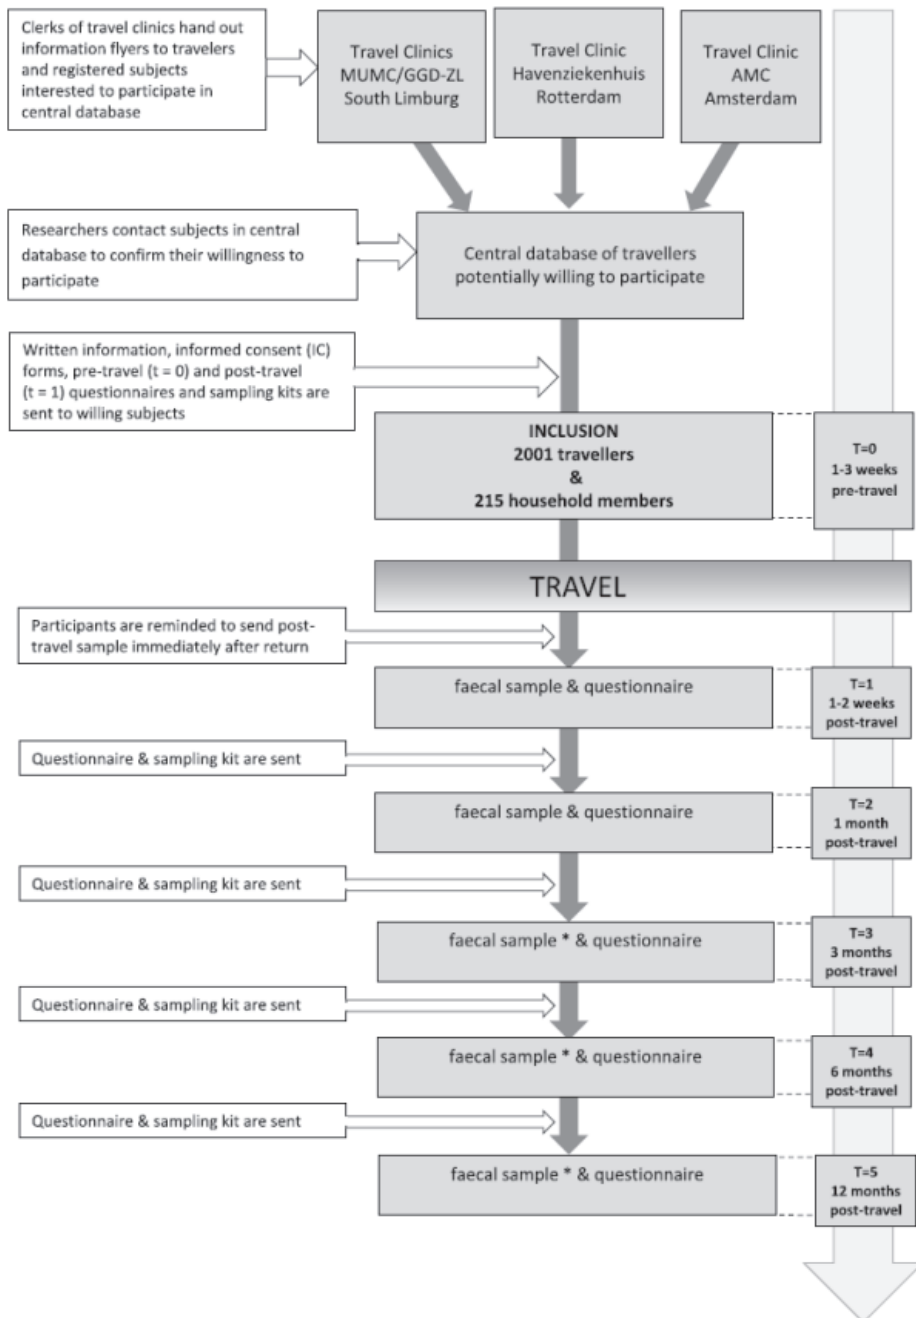 Clerks of travel clinics hand out
information flyers to travelers
and registered subjects
interested to participate in
central database
Travel Clinics
MUMC/GGD-ZL
South Limburg
Travel Clinic
Havenziekenhuis
Rotterdam
Travel Clinic
AMC
Amsterdam
Researchers contact subjects in central
database to confirm their willingness to
participate
Central database of travellers
potentially willing to participate
Written information, informed consent (IC)
forms, pre-travel (t = 0) and post-travel
(t = 1) questionnaires and sampling kits are
sent to willing subjects
INCLUSION
2001 travellers
&
215 household members
T=0
1-3 weeks
pre-travel
TRAVEL
Participants are reminded to send post-
travel sample immediately after return
faecal sample & questionnaire
T=1
1-2 weeks
post-travel
Questionnaire & sampling kit are sent
faecal sample & questionnaire
T=2
1 month
post-travel
Questionnaire & sampling kit are sent
faecal sample * & questionnaire
T=3
3 months
post-travel
Questionnaire & sampling kit are sent
faecal sample * & questionnaire
T=4
6 months
post-travel
Questionnaire & sampling kit are sent
faecal sample * & questionnaire
T=5
12 months
post-travel